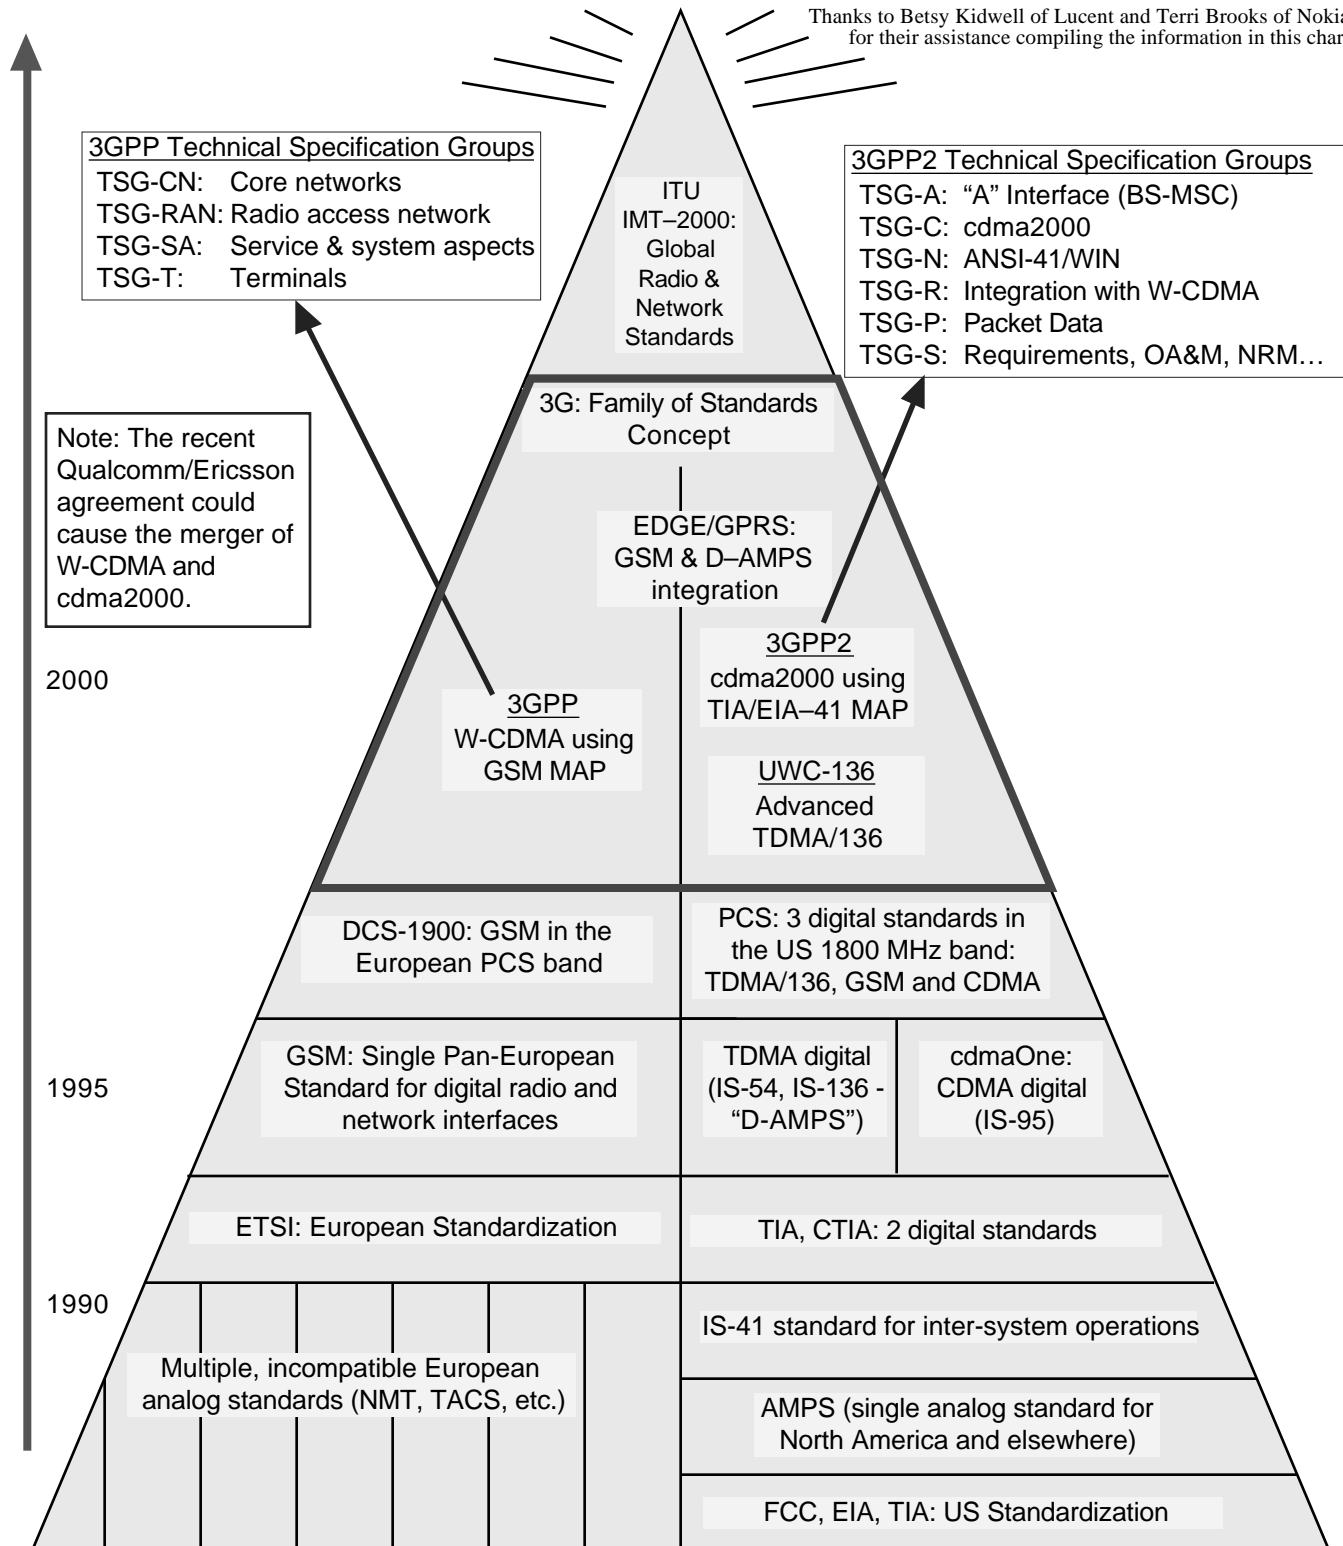 Thanks to Betsy Kidwell of Lucent and Terri Brooks of Nokia
for their assistance compiling the information in this char
3GPP Technical Specification Groups
TSG-CN: Core networks
TSG-RAN: Radio access network
TSG-SA: Service & system aspects
TSG-T: Terminals
ITU
IMT–2000:
Global
Radio &
Network
Standards
3GPP2 Technical Specification Groups
TSG-A: “A” Interface (BS-MSC)
TSG-C: cdma2000
TSG-N: ANSI-41/WIN
TSG-R: Integration with W-CDMA
TSG-P: Packet Data
TSG-S: Requirements, OA&M, NRM…
3G: Family of Standards
Concept
Note: The recent
Qualcomm/Ericsson
agreement could
cause the merger of
W-CDMA and
cdma2000.
EDGE/GPRS:
GSM & D–AMPS
integration
2000
3GPP
W-CDMA using
GSM MAP
3GPP2
cdma2000 using
TIA/EIA–41 MAP
UWC-136
Advanced
TDMA/136
DCS-1900: GSM in the
European PCS band
PCS: 3 digital standards in
the US 1800 MHz band:
TDMA/136, GSM and CDMA
1995
GSM: Single Pan-European
Standard for digital radio and
network interfaces
TDMA digital
(IS-54, IS-136 -
“D-AMPS”)
cdmaOne:
CDMA digital
(IS-95)
ETSI: European Standardization
TIA, CTIA: 2 digital standards
1990
IS-41 standard for inter-system operations
Multiple, incompatible European
analog standards (NMT, TACS, etc.)
AMPS (single analog standard for
North America and elsewhere)
FCC, EIA, TIA: US Standardization